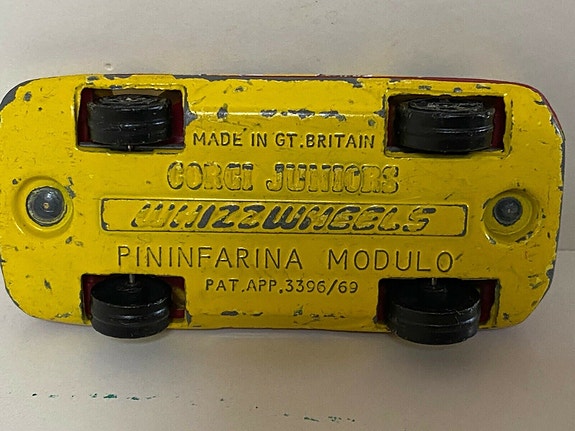 MADE IN GT. BRITAIN
CORGI JUNIORS
WHIZZWHEELS
PININFARINA MODULO
PAT. APP. 3396/69